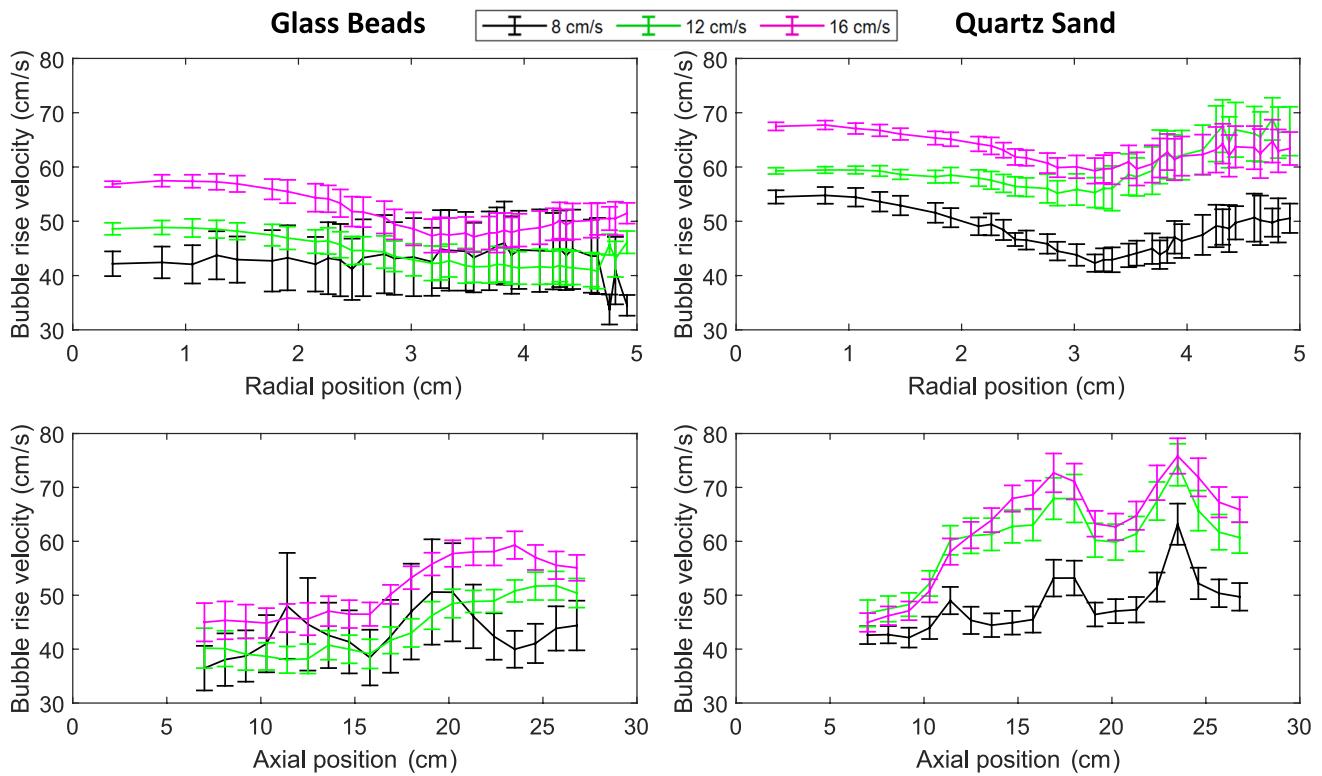 Glass Beads
8 cm/s 12 cm/s 16 cm/s
Quartz Sand
Bubble rise velocity (cm/s)
80
70
60
50
40
30
0 1 2 3 4 5
Radial position (cm)
Bubble rise velocity (cm/s)
80
70
60
50
40
30
0 1 2 3 4 5
Radial position (cm)
Bubble rise velocity (cm/s)
80
70
60
50
40
30
0 5 10 15 20 25 30
Axial position (cm)
Bubble rise velocity (cm/s)
80
70
60
50
40
30
0 5 10 15 20 25 30
Axial position (cm)